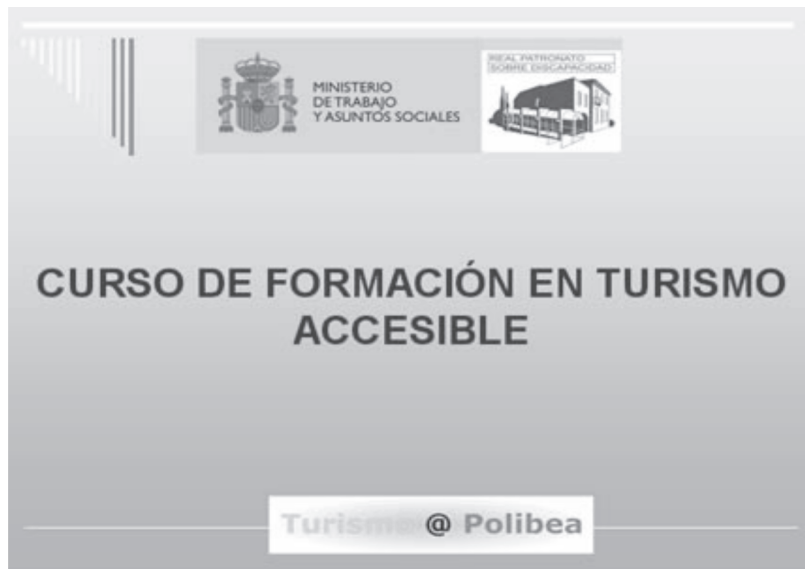 MINISTERIO
DE TRABAJO
Y ASUNTOS SOCIALES
REAL PATRONATO
SOBRE DISCAPACIDAD
CURSO DE FORMACIÓN EN TURISMO
ACCESIBLE
Turismo @ Polibea